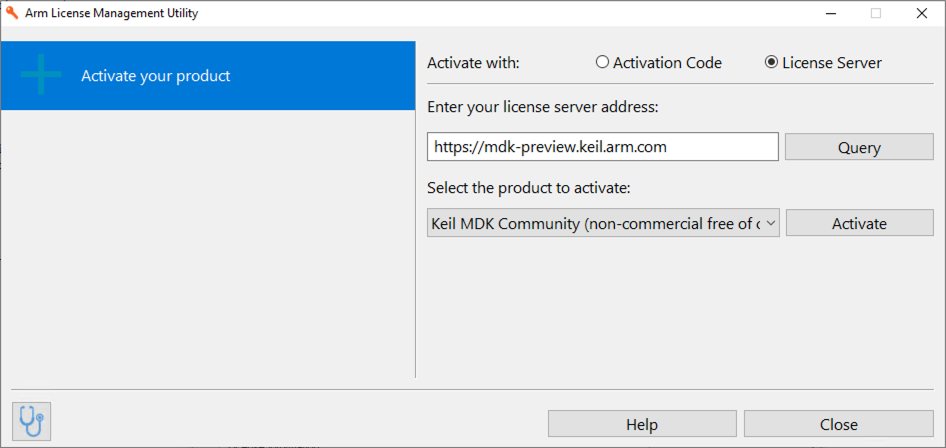 Arm License Management Utility
Activate your product
Activate with: Activation Code License Server
Enter your license server address:
https://mdk-preview.keil.arm.com Query
Select the product to activate:
Keil MDK Community (non-commercial free of c Activate
Help Close